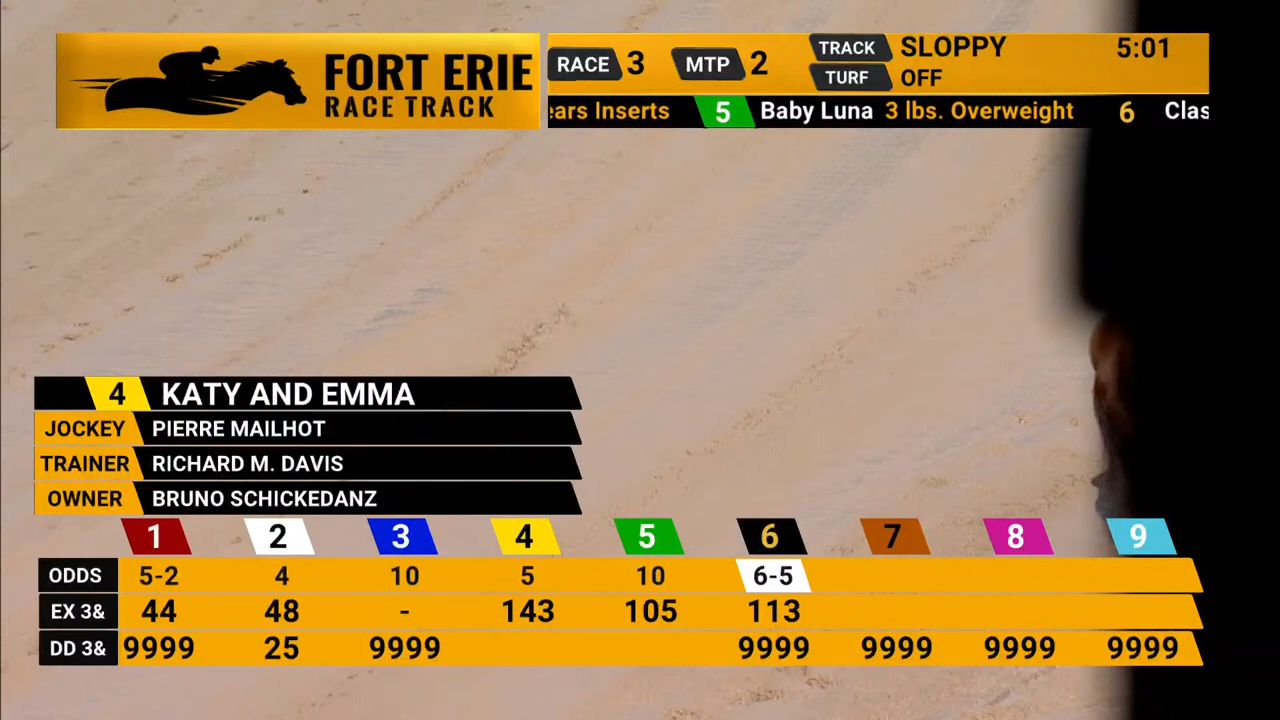 FORT ERIE
RACE TRACK
RACE 3 MTP 2 TRACK SLOPPY 5:01
TURF OFF
ears Inserts 5 Baby Luna 3 lbs. Overweight 6 Clas
4 KATY AND EMMA
JOCKEY PIERRE MAILHOT
TRAINER RICHARD M. DAVIS
OWNER BRUNO SCHICKEDANZ
1 2 3 4 5 6 7 8 9
ODDS 5-2 4 10 5 10 6-5
EX 3& 44 48 - 143 105 113
DD 3& 9999 25 9999 9999 9999 9999 9999